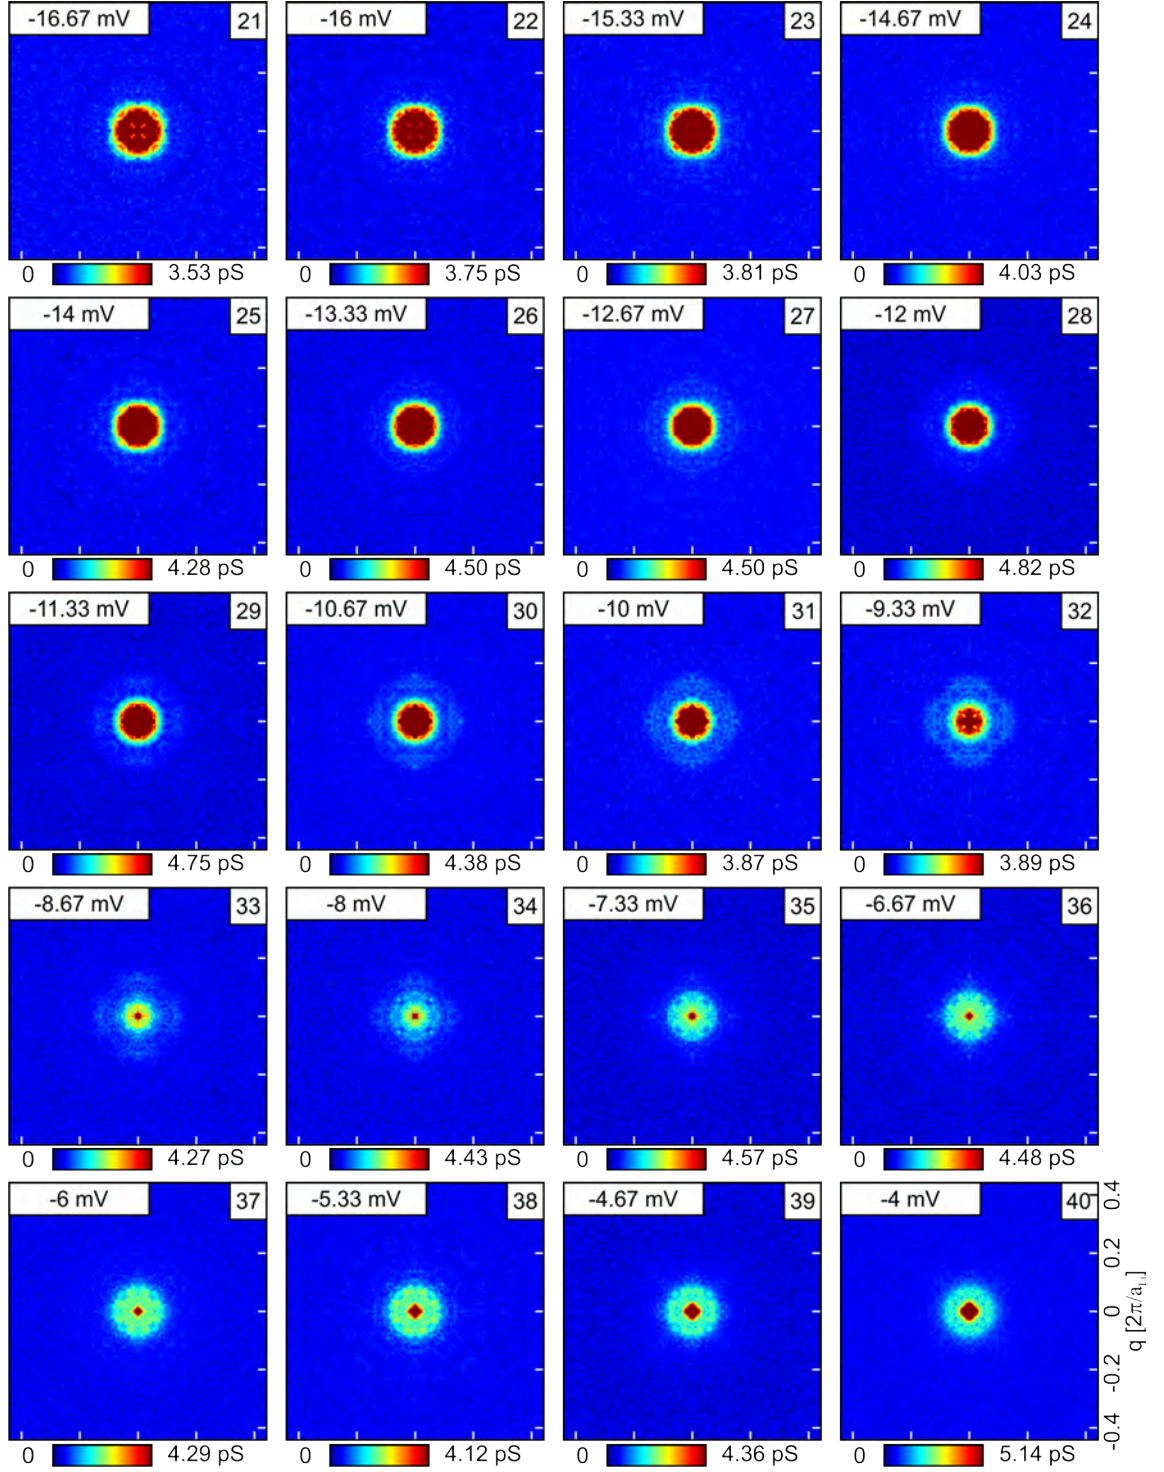 -16.67 mV 21 -16 mV 22 -15.33 mV 23 -14.67 mV 24
0 3.53 pS 0 3.75 pS 0 3.81 pS 0 4.03 pS
-14 mV 25 -13.33 mV 26 -12.67 mV 27 -12 mV 28
0 4.28 pS 0 4.50 pS 0 4.50 pS 0 4.82 pS
-11.33 mV 29 -10.67 mV 30 -10 mV 31 -9.33 mV 32
0 4.75 pS 0 4.38 pS 0 3.87 pS 0 3.89 pS
-8.67 mV 33 -8 mV 34 -7.33 mV 35 -6.67 mV 36
0 4.27 pS 0 4.43 pS 0 4.57 pS 0 4.48 pS
-6 mV 37 -5.33 mV 38 -4.67 mV 39 -4 mV 40
0.4
0.2
0
-0.2
-0.4
q [2π/a]
0 4.29 pS 0 4.12 pS 0 4.36 pS 0 5.14 pS